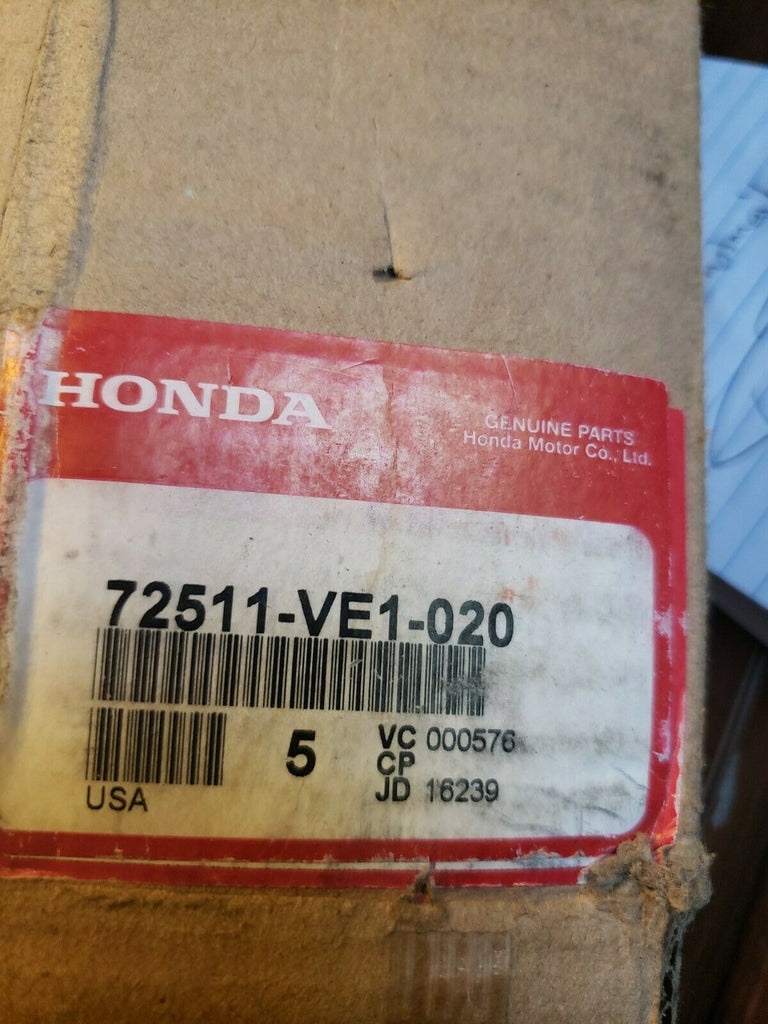 HONDA
GENUINE PARTS
Honda Motor Co., Ltd.
72511-VE1-020
5
VC 000576
CP
JD 16239
USA